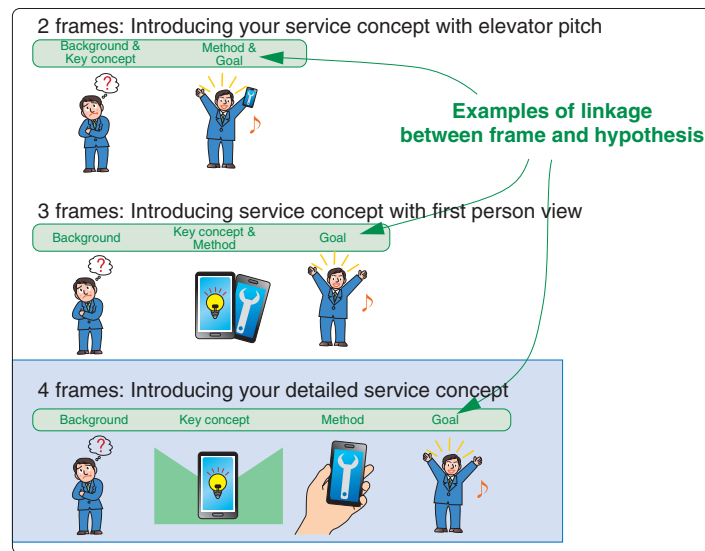 2 frames: Introducing your service concept with elevator pitch
Background &
Key concept
Method &
Goal
?
Examples of linkage
between frame and hypothesis
3 frames: Introducing service concept with first person view
Background
Key concept &
Method
Goal
?
4 frames: Introducing your detailed service concept
Background
Key concept
Method
Goal
?